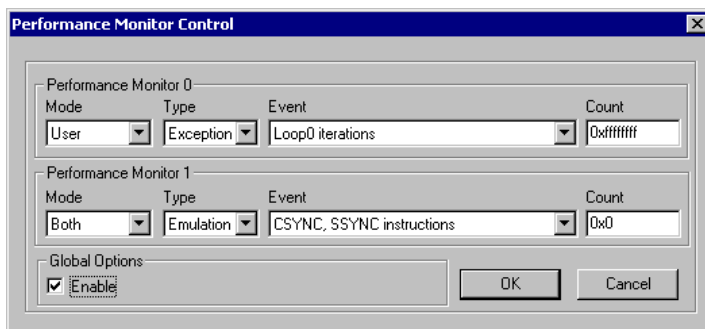 Performance Monitor Control
Performance Monitor 0
Mode Type Event Count
User Exception Loop0 iterations 0xffffffff
Performance Monitor 1
Mode Type Event Count
Both Emulation CSYNC, SSYNC instructions 0x0
Global Options
Enable OK Cancel